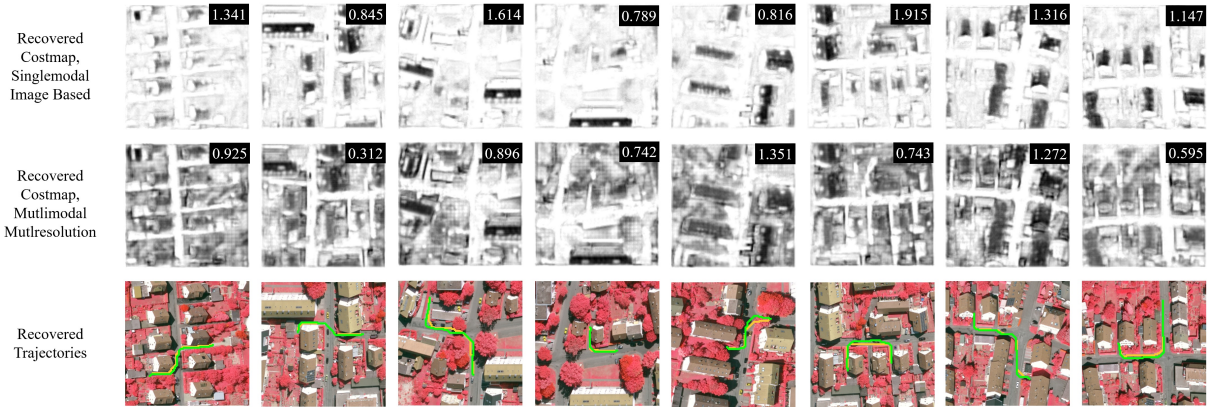 Recovered
Costmap,
Singlemodal
Image Based
1.341 0.845 1.614 0.789 0.816 1.915 1.316 1.147
Recovered
Costmap,
Mutlimodal
Mutlresolution
0.925 0.312 0.896 0.742 1.351 0.743 1.272 0.595
Recovered
Trajectories